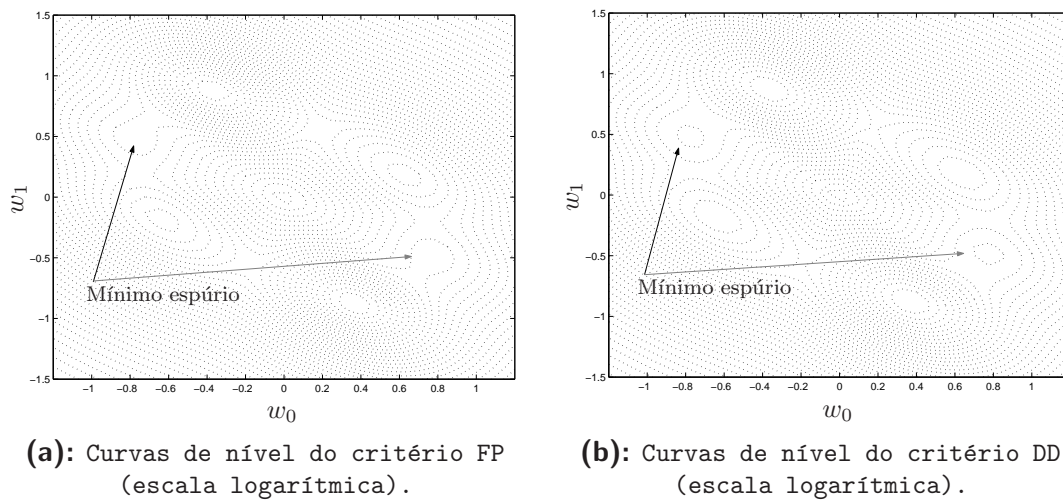 1.5
1
0.5
0
−0.5
−1
−1.5
w1
−1 −0.8 −0.6 −0.4 −0.2 0 0.2 0.4 0.6 0.8 1
w0
Mínimo espúrio
(a): Curvas de nível do critério FP
(escala logarítmica).
1.5
1
0.5
0
−0.5
−1
−1.5
w1
−1 −0.8 −0.6 −0.4 −0.2 0 0.2 0.4 0.6 0.8 1
w0
Mínimo espúrio
(b): Curvas de nível do critério DD
(escala logarítmica).